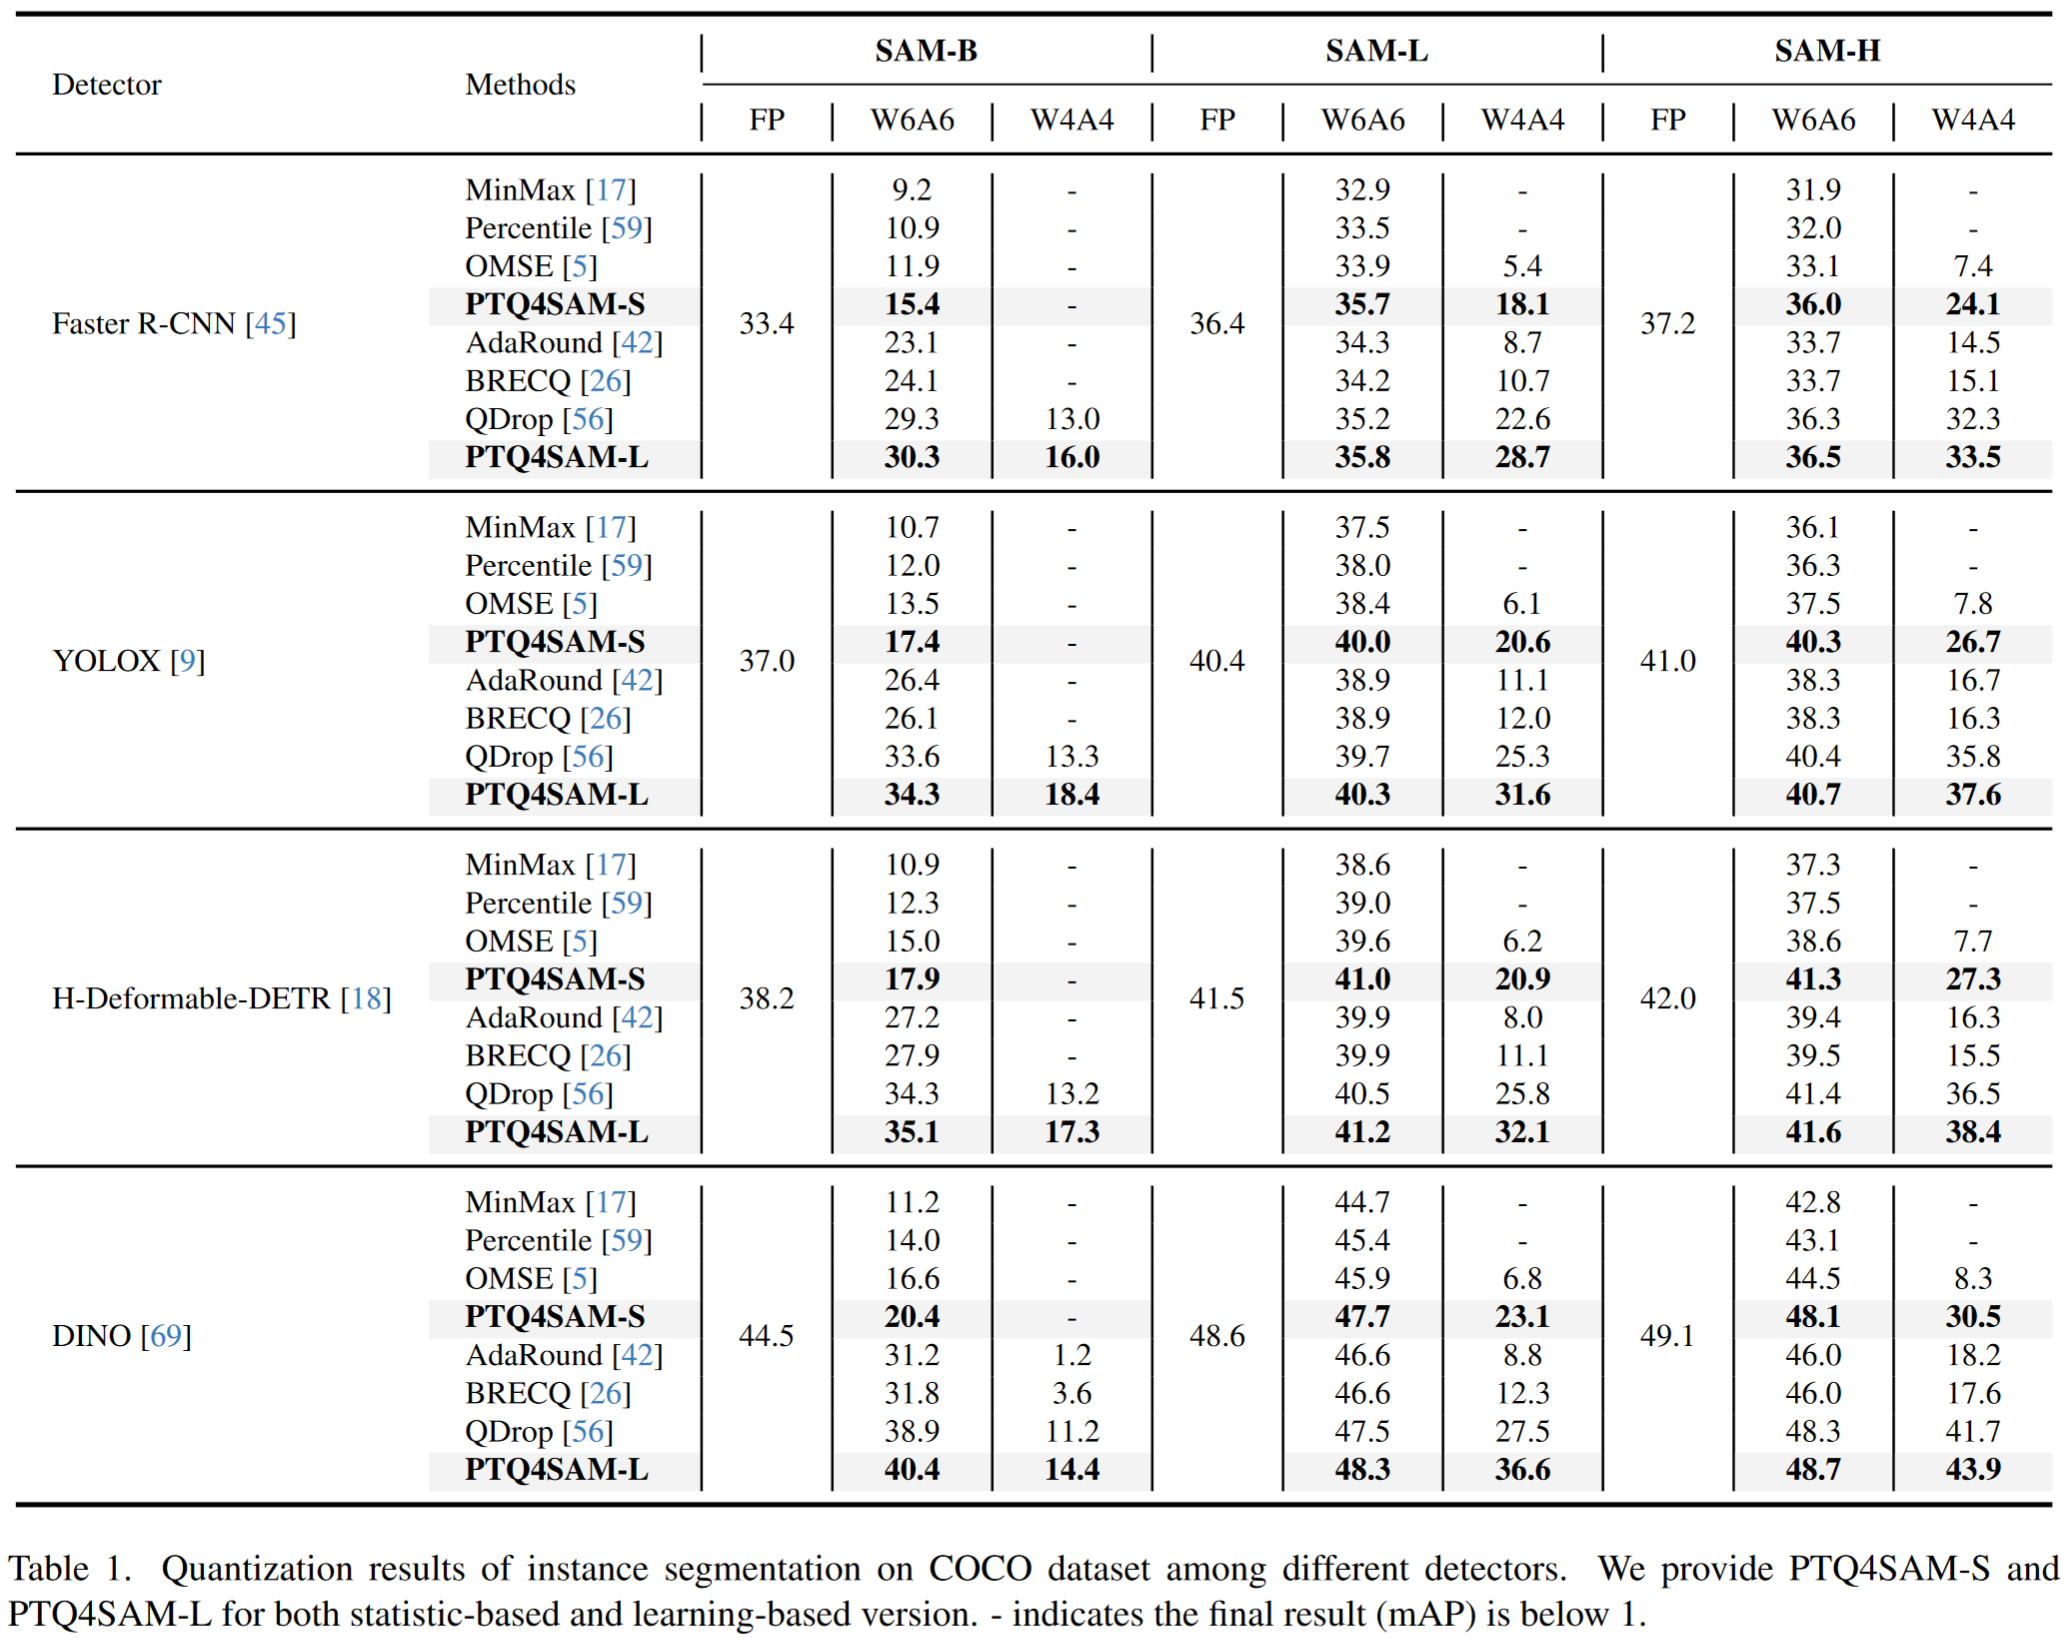 Detector Methods SAM-B SAM-L SAM-H
FP W6A6 W4A4 FP W6A6 W4A4 FP W6A6 W4A4
Faster R-CNN [45] 33.4 36.4 37.2
MinMax [17] 9.2 - 32.9 - 31.9 -
Percentile [59] 10.9 - 33.5 - 32.0 -
OMSE [5] 11.9 - 33.9 5.4 33.1 7.4
PTQ4SAM-S 15.4 - 35.7 18.1 36.0 24.1
AdaRound [42] 23.1 - 34.3 8.7 33.7 14.5
BRECQ [26] 24.1 - 34.2 10.7 33.7 15.1
QDrop [56] 29.3 13.0 35.2 22.6 36.3 32.3
PTQ4SAM-L 30.3 16.0 35.8 28.7 36.5 33.5
YOLOX [9] 37.0 40.4 41.0
MinMax [17] 10.7 - 37.5 - 36.1 -
Percentile [59] 12.0 - 38.0 - 36.3 -
OMSE [5] 13.5 - 38.4 6.1 37.5 7.8
PTQ4SAM-S 17.4 - 40.0 20.6 40.3 26.7
AdaRound [42] 26.4 - 38.9 11.1 38.3 16.7
BRECQ [26] 26.1 - 38.9 12.0 38.3 16.3
QDrop [56] 33.6 13.3 39.7 25.3 40.4 35.8
PTQ4SAM-L 34.3 18.4 40.3 31.6 40.7 37.6
H-Deformable-DETR [18] 38.2 41.5 42.0
MinMax [17] 10.9 - 38.6 - 37.3 -
Percentile [59] 12.3 - 39.0 - 37.5 -
OMSE [5] 15.0 - 39.6 6.2 38.6 7.7
PTQ4SAM-S 17.9 - 41.0 20.9 41.3 27.3
AdaRound [42] 27.2 - 39.9 8.0 39.4 16.3
BRECQ [26] 27.9 - 39.9 11.1 39.5 15.5
QDrop [56] 34.3 13.2 40.5 25.8 41.4 36.5
PTQ4SAM-L 35.1 17.3 41.2 32.1 41.6 38.4
DINO [69] 44.5 48.6 49.1
MinMax [17] 11.2 - 44.7 - 42.8 -
Percentile [59] 14.0 - 45.4 - 43.1 -
OMSE [5] 16.6 - 45.9 6.8 44.5 8.3
PTQ4SAM-S 20.4 - 47.7 23.1 48.1 30.5
AdaRound [42] 31.2 1.2 46.6 8.8 46.0 18.2
BRECQ [26] 31.8 3.6 46.6 12.3 46.0 17.6
QDrop [56] 38.9 11.2 47.5 27.5 48.3 41.7
PTQ4SAM-L 40.4 14.4 48.3 36.6 48.7 43.9
Table 1. Quantization results of instance segmentation on COCO dataset among different detectors. We provide PTQ4SAM-S and
PTQ4SAM-L for both statistic-based and learning-based version. - indicates the final result (mAP) is below 1.